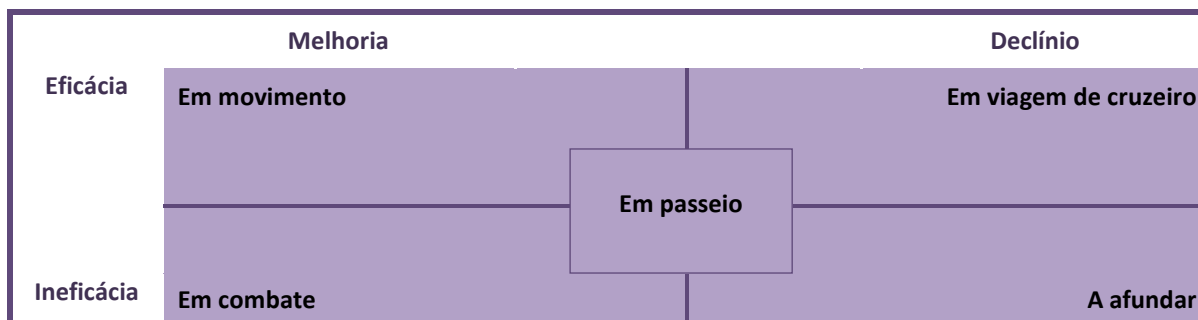 Melhoria Declínio
Eficácia Em movimento Em viagem de cruzeiro
Em passeio
Ineficácia Em combate A afundar